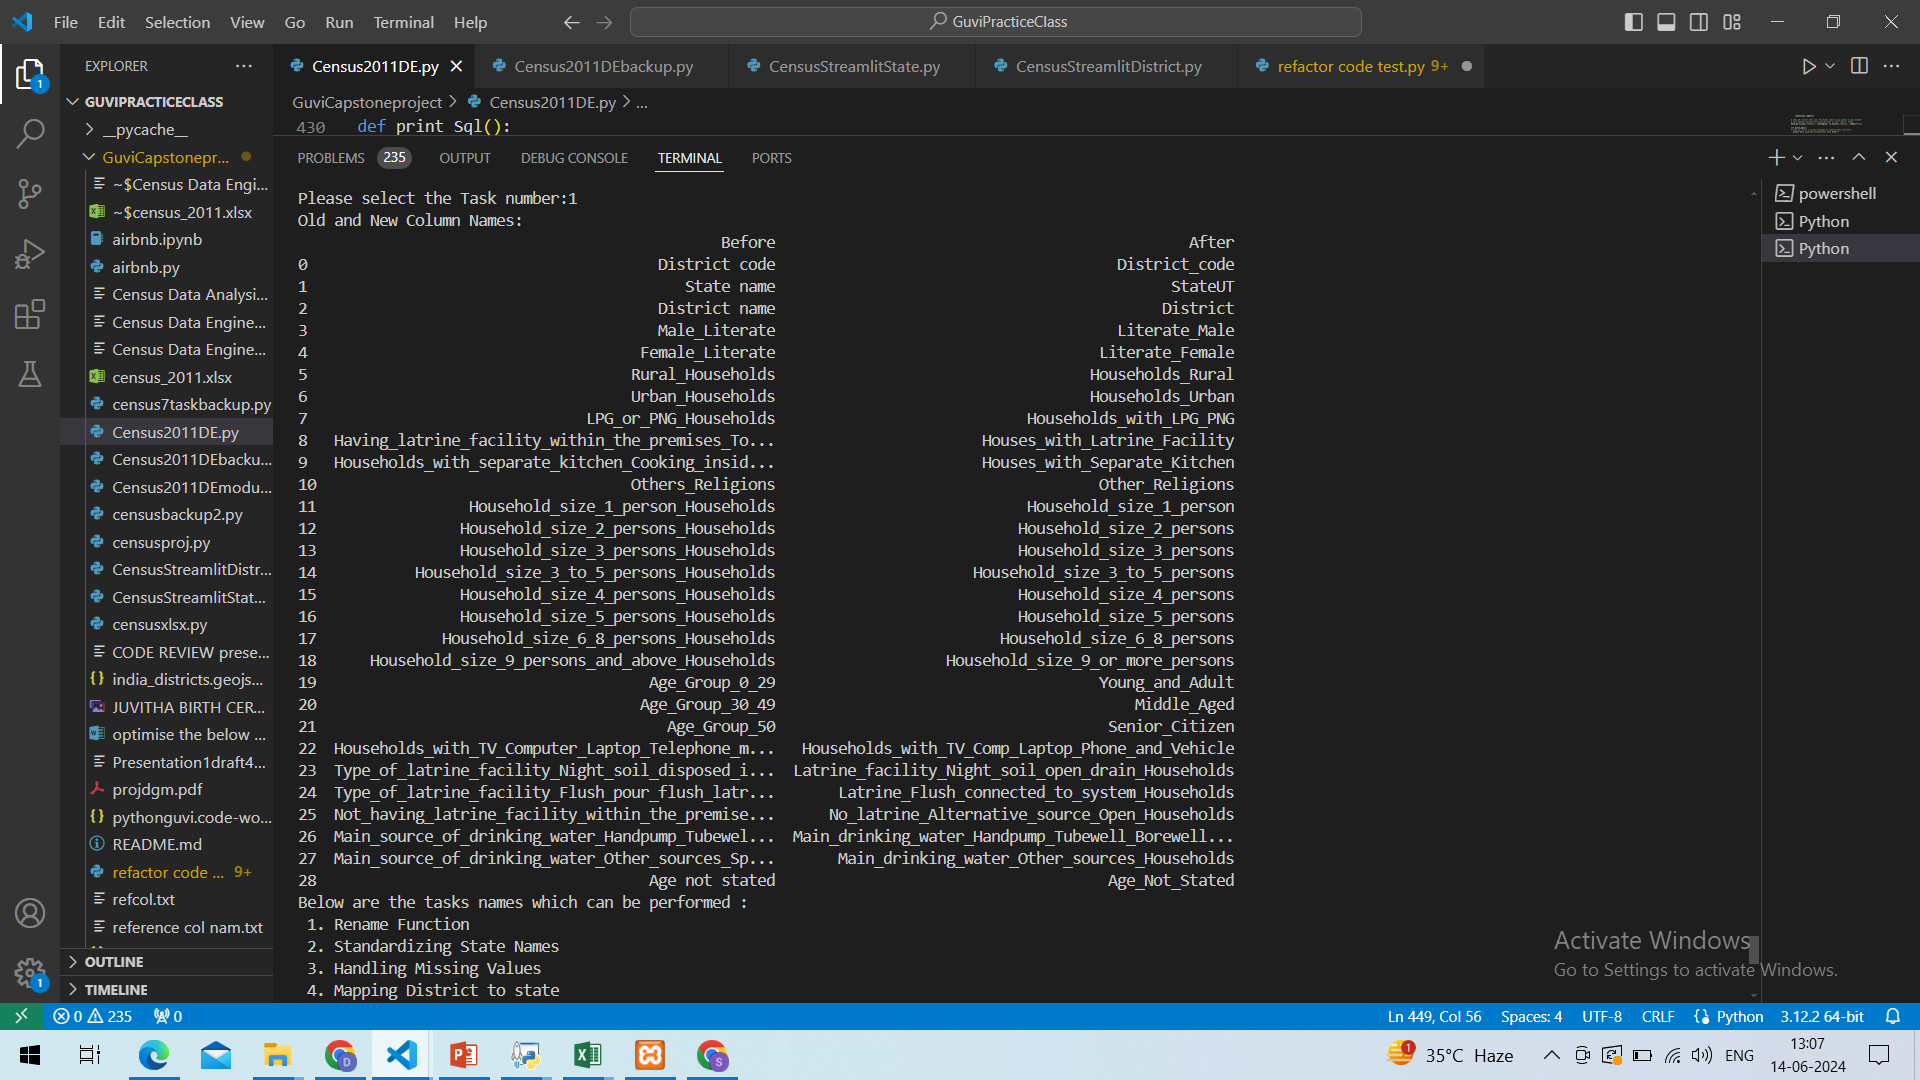 File Edit Selection View Go Run Terminal Help
GuviPracticeClass
EXPLORER
Census2011DE.py
Census2011DEbackup.py
CensusStreamlitState.py
CensusStreamlitDistrict.py
refactor code test.py 9+
GUVIPRACTICECLASS
__pycache__
GuviCapstonepr...
~$Census Data Engi...
~$census_2011.xlsx
airbnb.ipynb
airbnb.py
Census Data Analysi...
Census Data Engine...
Census Data Engine...
census_2011.xlsx
census7taskbackup.py
Census2011DE.py
Census2011DEbacku...
Census2011DEmodu...
censusbackup2.py
censusproj.py
CensusStreamlitDistr...
CensusStreamlitStat...
censusxlsx.py
CODE REVIEW prese...
india_districts.geojs...
JUVITHA BIRTH CER...
optimise the below ...
Presentation1draft4...
projdgm.pdf
pythonguvi.code-wo...
README.md
refactor code ... 9+
refcol.txt
reference col nam.txt
OUTLINE
TIMELINE
GuviCapstoneproject > Census2011DE.py > ...
430 def print Sql():
PROBLEMS 235 OUTPUT DEBUG CONSOLE TERMINAL PORTS
Please select the Task number:1
Old and New Column Names:
Before After
0 District code District_code
1 State name StateUT
2 District name District
3 Male_Literate Literate_Male
4 Female_Literate Literate_Female
5 Rural_Households Households_Rural
6 Urban_Households Households_Urban
7 LPG_or_PNG_Households Households_with_LPG_PNG
8 Having_latrine_facility_within_the_premises_To... Houses_with_Latrine_Facility
9 Households_with_separate_kitchen_Cooking_insid... Houses_with_Separate_Kitchen
10 Others_Religions Other_Religions
11 Household_size_1_person_Households Household_size_1_person
12 Household_size_2_persons_Households Household_size_2_persons
13 Household_size_3_persons_Households Household_size_3_persons
14 Household_size_3_to_5_persons_Households Household_size_3_to_5_persons
15 Household_size_4_persons_Households Household_size_4_persons
16 Household_size_5_persons_Households Household_size_5_persons
17 Household_size_6_8_persons_Households Household_size_6_8_persons
18 Household_size_9_persons_and_above_Households Household_size_9_or_more_persons
19 Age_Group_0_29 Young_and_Adult
20 Age_Group_30_49 Middle_Aged
21 Age_Group_50 Senior_Citizen
22 Households_with_TV_Computer_Laptop_Telephone_m... Households_with_TV_Comp_Laptop_Phone_and_Vehicle
23 Type_of_latrine_facility_Night_soil_disposed_i... Latrine_facility_Night_soil_open_drain_Households
24 Type_of_latrine_facility_Flush_pour_flush_latr... Latrine_Flush_connected_to_system_Households
25 Not_having_latrine_facility_within_the_premise... No_latrine_Alternative_source_Open_Households
26 Main_source_of_drinking_water_Handpump_Tubewel... Main_drinking_water_Handpump_Tubewell_Borewell...
27 Main_source_of_drinking_water_Other_sources_Sp... Main_drinking_water_Other_sources_Households
28 Age not stated Age_Not_Stated
Below are the tasks names which can be performed :
1. Rename Function
2. Standardizing State Names
3. Handling Missing Values
4. Mapping District to state
powershell
Python
Python
Activate Windows
Go to Settings to activate Windows.
0 235 0
Ln 449, Col 56 Spaces: 4 UTF-8 CRLF Python 3.12.2 64-bit
35°C Haze
ENG
13:07
14-06-2024